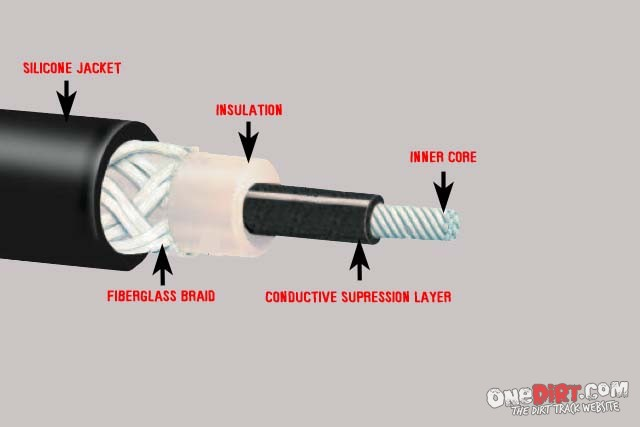 SILICONE JACKET
INSULATION
INNER CORE
FIBERGLASS BRAID
CONDUCTIVE SUPRESSION LAYER
ONEDIRT.COM
THE DIRT TRACK WEBSITE